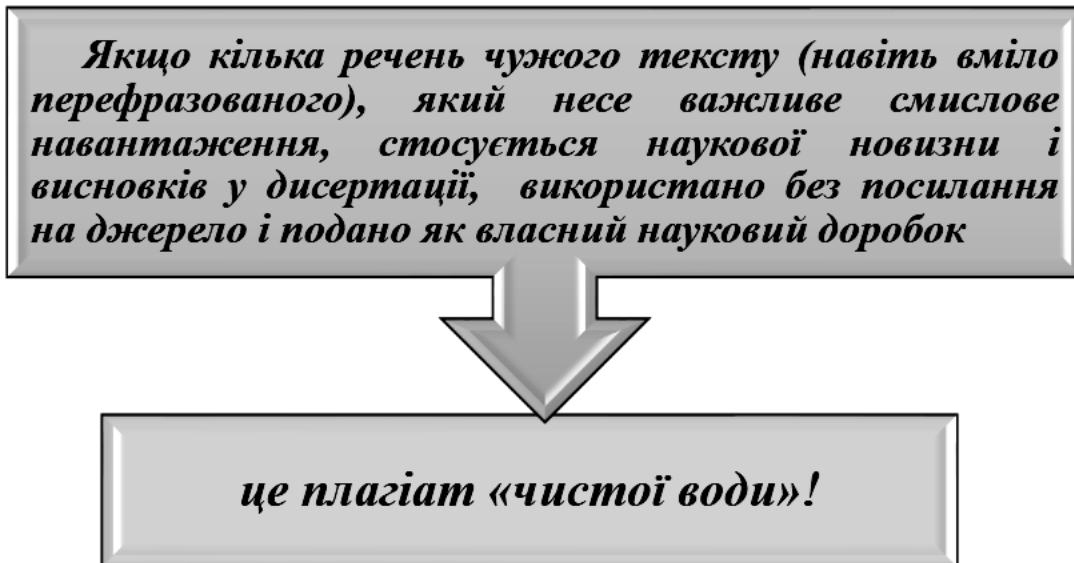 Якщо кілька речень чужого тексту (навіть вміло
перефразованого), який несе важливе смислове
навантаження, стосується наукової новизни і
висновків у дисертації, використано без посилання
на джерело і подано як власний науковий доробок
це плагіат «чистої води»!